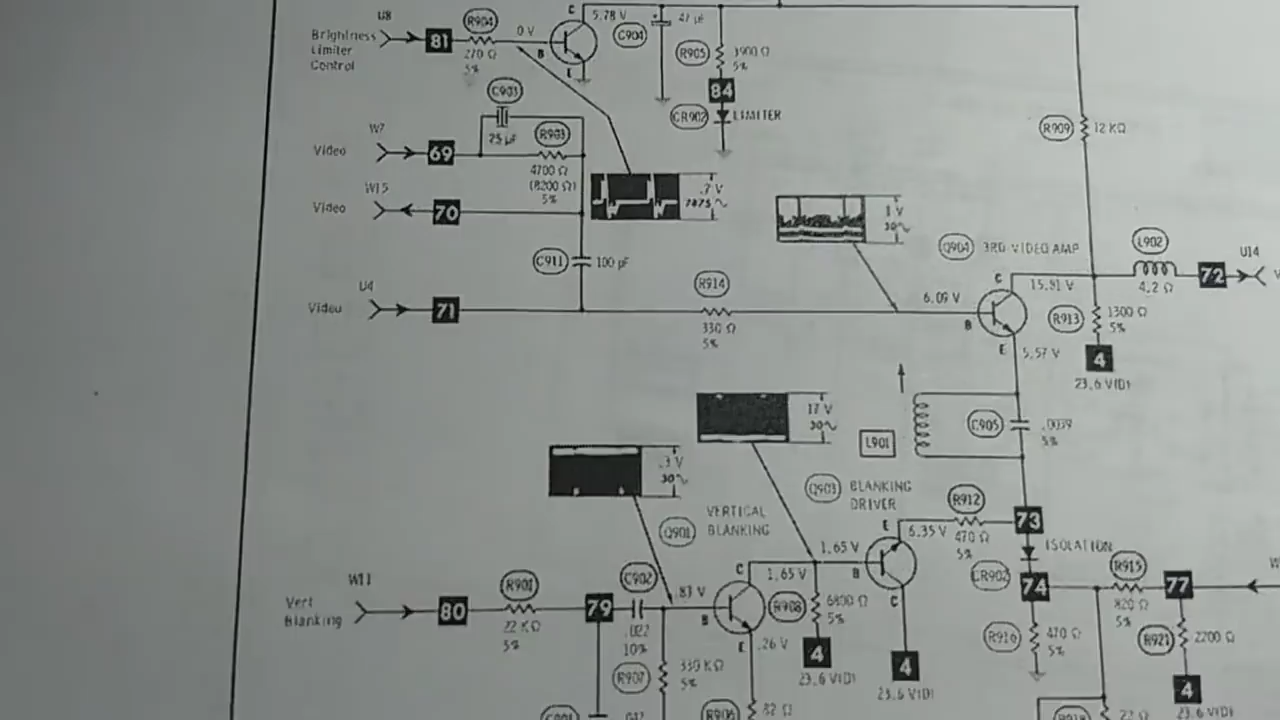 U8
Brightness
Limiter
Control
81
R904
270 Ω
5%
0 V
B
C
E
5.78 V
C904
47 µF
R905
3900 Ω
5%
84
CR902
LIMITER
C903
25 µF
W7
Video
69
R903
4700 Ω
(8200 Ω)
5%
W15
Video
70
.7 V
7875
1 V
30
C911
100 pF
U4
Video
71
R914
330 Ω
5%
R909
12 KΩ
Q904
3RD VIDEO AMP
6.09 V
B
C
E
15.91 V
5.57 V
L902
4.2 Ω
72
U14
R913
1300 Ω
5%
4
23.6 V(D)
L901
C905
.0039
5%
17 V
30
.3 V
30
Q901
VERTICAL
BLANKING
Q903
BLANKING
DRIVER
R912
470 Ω
5%
73
ISOLATION
74
R916
470 Ω
5%
R915
820 Ω
5%
77
R921
2200 Ω
4
23.6 V(D)
W11
Vert
Blanking
80
R901
22 KΩ
5%
79
C902
.022
10%
.83 V
B
C
E
1.65 V
.26 V
R908
6800 Ω
5%
4
23.6 V(D)
1.65 V
B
E
C
6.35 V
4
23.6 V(D)
R907
330 KΩ
5%
R906
82 Ω
C901
.047
22 Ω